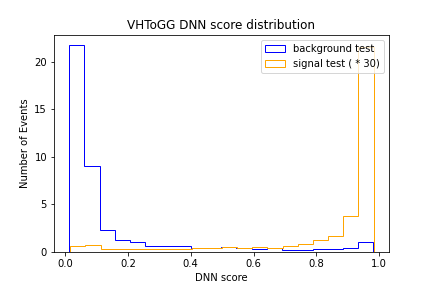 VHToGG DNN score distribution
background test
signal test ( * 30)
Number of Events
20
15
10
5
0
0.0 0.2 0.4 0.6 0.8 1.0
DNN score